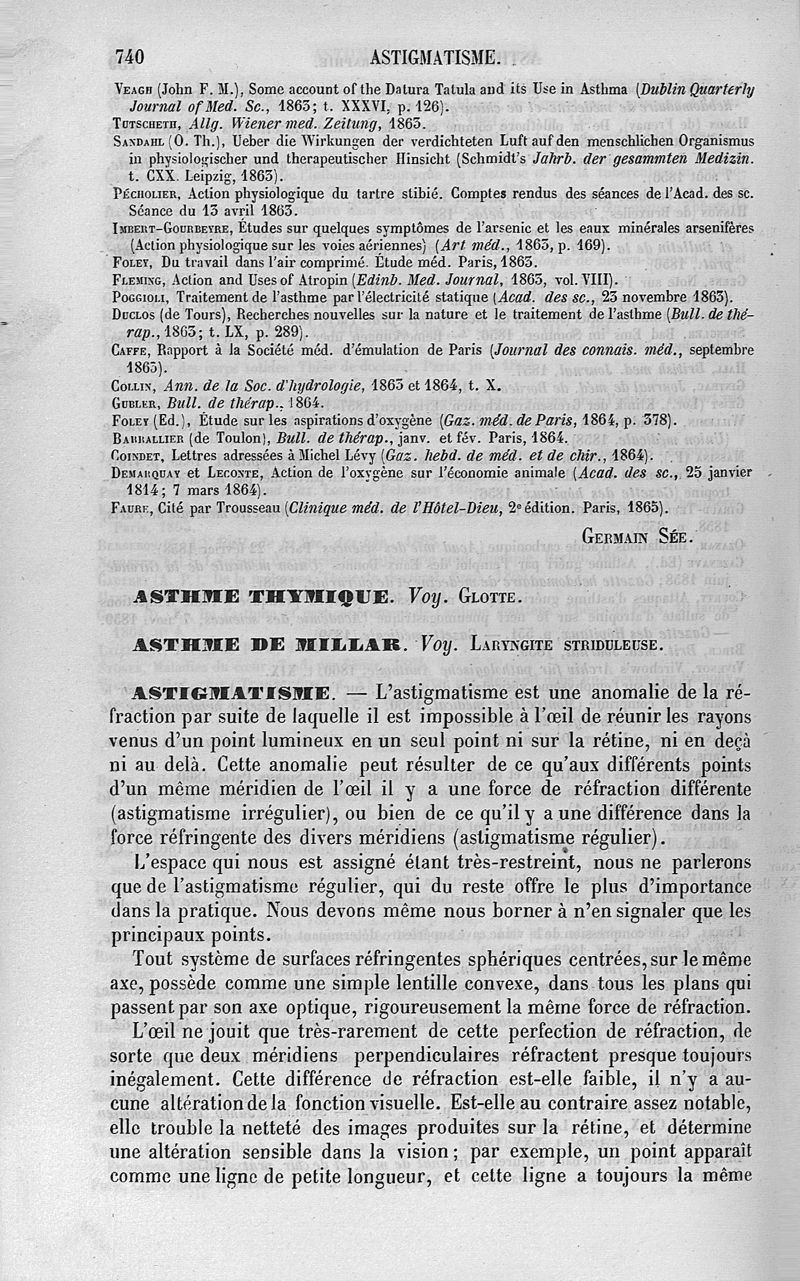 740 ASTIGMATISME.
Veagh (John F. M.), Some account of the Datura Tatula and its Use in Asthma (Dublin Quarterly
Journal of Med. Sc., 1863; t. XXXVI, p. 126).
Tutscheth, Allg. Wiener med. Zeitung, 1863.
Sandahl (O. Th.), Ueber die Wirkungen der verdichteten Luft auf den menschlichen Organismus
in physiologischer und therapeutischer Hinsicht (Schmidt's Jahrb. der gesammten Medizin.
t. CXX. Leipzig, 1863).
Pécholier, Action physiologique du tartre stibié. Comptes rendus des séances de l'Acad. des sc.
Séance du 13 avril 1863.
Imbert-Gourbeyre, Études sur quelques symptômes de l'arsenic et les eaux minérales arsenifères
(Action physiologique sur les voies aériennes) (Art méd., 1863, p. 169).
Foley, Du travail dans l'air comprimé. Étude méd. Paris, 1863.
Fleming, Action and Uses of Atropin (Edinb. Med. Journal, 1863, vol. VIII).
Poggioli, Traitement de l'asthme par l'électricité statique (Acad. des sc., 23 novembre 1863).
Duclos (de Tours), Recherches nouvelles sur la nature et le traitement de l'asthme (Bull. de thé-
rap., 1863; t. LX, p. 289).
Caffe, Rapport à la Société méd. d'émulation de Paris (Journal des connais. méd., septembre
1863).
Collin, Ann. de la Soc. d'hydrologie, 1863 et 1864, t. X.
Gubler, Bull. de thérap., 1864.
Foley (Ed.), Étude sur les aspirations d'oxygène (Gaz. méd. de Paris, 1864, p. 378).
Barrallier (de Toulon), Bull. de thérap., janv. et fév. Paris, 1864.
Coindet, Lettres adressées à Michel Lévy (Gaz. hebd. de méd. et de chir., 1864).
Demarquay et Leconte, Action de l'oxygène sur l'économie animale (Acad. des sc., 25 janvier
1814; 7 mars 1864).
Faure, Cité par Trousseau (Clinique méd. de l'Hôtel-Dieu, 2e édition. Paris, 1865).
Germain Sée.
ASTHME THYMIQUE. Voy. Glotte.
ASTHME DE MILLAR. Voy. Laryngite striduleuse.
ASTIGMATISME. — L'astigmatisme est une anomalie de la ré-
fraction par suite de laquelle il est impossible à l'œil de réunir les rayons
venus d'un point lumineux en un seul point ni sur la rétine, ni en deçà
ni au delà. Cette anomalie peut résulter de ce qu'aux différents points
d'un même méridien de l'œil il y a une force de réfraction différente
(astigmatisme irrégulier), ou bien de ce qu'il y a une différence dans la
force réfringente des divers méridiens (astigmatisme régulier).
L'espace qui nous est assigné étant très-restreint, nous ne parlerons
que de l'astigmatisme régulier, qui du reste offre le plus d'importance
dans la pratique. Nous devons même nous borner à n'en signaler que les
principaux points.
Tout système de surfaces réfringentes sphériques centrées, sur le même
axe, possède comme une simple lentille convexe, dans tous les plans qui
passent par son axe optique, rigoureusement la même force de réfraction.
L'œil ne jouit que très-rarement de cette perfection de réfraction, de
sorte que deux méridiens perpendiculaires réfractent presque toujours
inégalement. Cette différence de réfraction est-elle faible, il n'y a au-
cune altération de la fonction visuelle. Est-elle au contraire assez notable,
elle trouble la netteté des images produites sur la rétine, et détermine
une altération sensible dans la vision; par exemple, un point apparaît
comme une ligne de petite longueur, et cette ligne a toujours la même